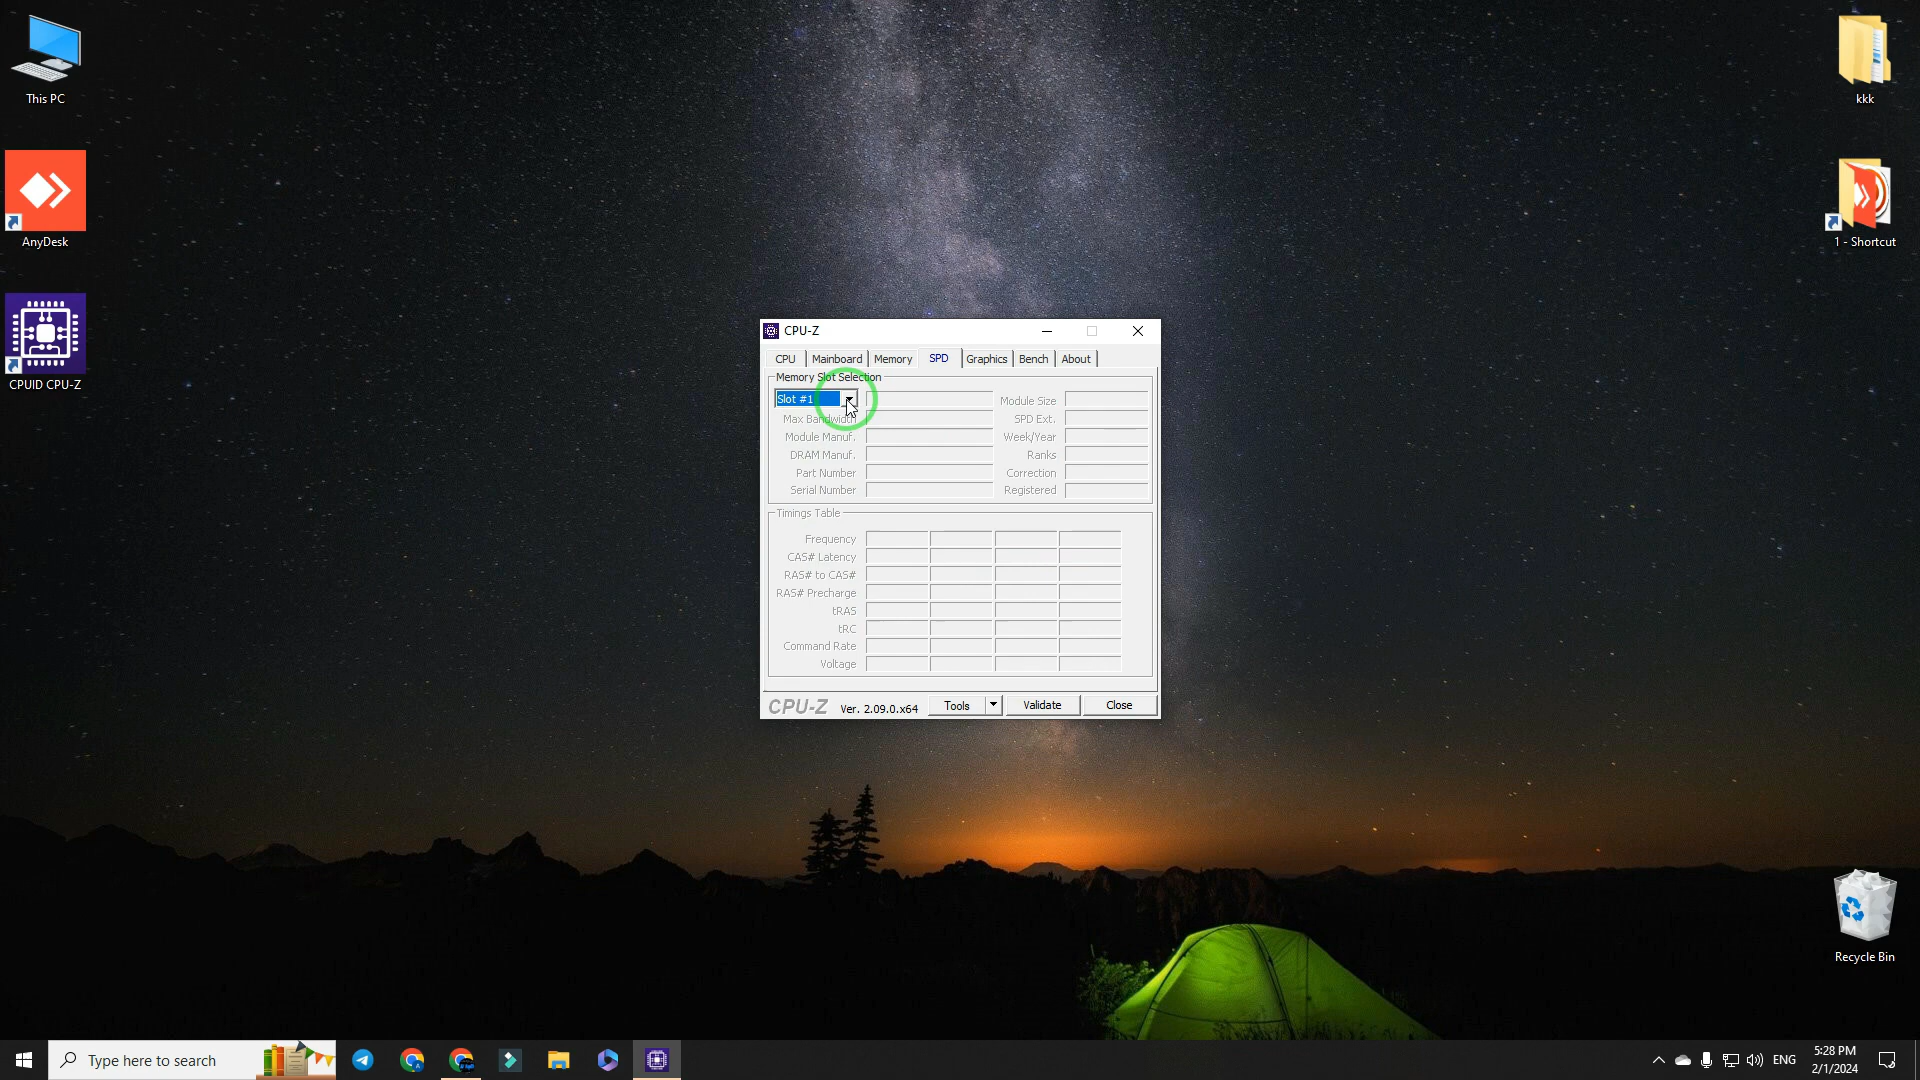 This PC
AnyDesk
CPUID CPU-Z
kkk
1 - Shortcut
Recycle Bin
CPU-Z
CPU Mainboard Memory SPD Graphics Bench About
Memory Slot Selection
Slot #1
Module Size
Max Bandwidth
SPD Ext.
Module Manuf.
Week/Year
DRAM Manuf.
Ranks
Part Number
Correction
Serial Number
Registered
Timings Table
Frequency
CAS# Latency
RAS# to CAS#
RAS# Precharge
tRAS
tRC
Command Rate
Voltage
CPU-Z Ver. 2.09.0.x64 Tools Validate Close
Type here to search
ENG
5:28 PM
2/1/2024